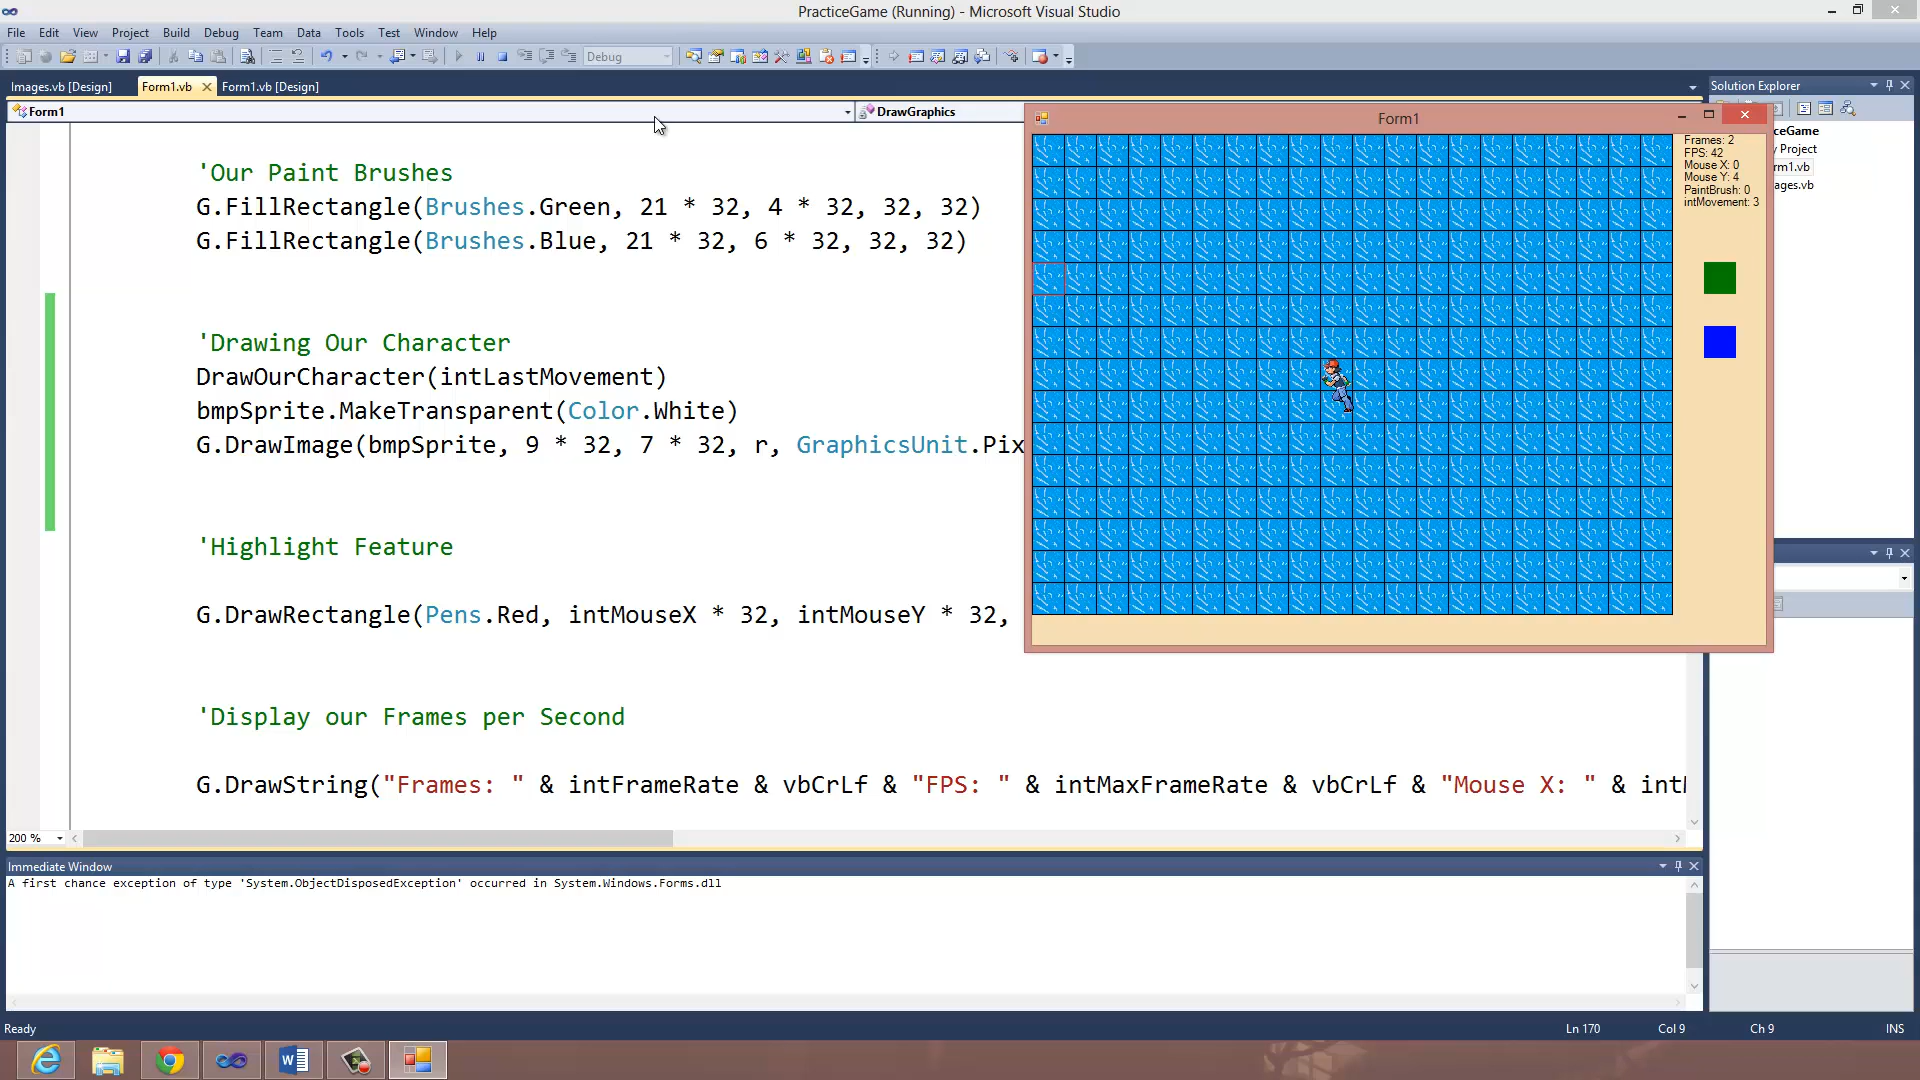 PracticeGame (Running) - Microsoft Visual Studio
File Edit View Project Build Debug Team Data Tools Test Window Help
Debug
Images.vb [Design] Form1.vb Form1.vb [Design]
Form1 DrawGraphics
'Our Paint Brushes
G.FillRectangle(Brushes.Green, 21 * 32, 4 * 32, 32, 32)
G.FillRectangle(Brushes.Blue, 21 * 32, 6 * 32, 32, 32)
'Drawing Our Character
DrawOurCharacter(intLastMovement)
bmpSprite.MakeTransparent(Color.White)
G.DrawImage(bmpSprite, 9 * 32, 7 * 32, r, GraphicsUnit.Pix
'Highlight Feature
G.DrawRectangle(Pens.Red, intMouseX * 32, intMouseY * 32,
'Display our Frames per Second
G.DrawString("Frames: " & intFrameRate & vbCrLf & "FPS: " & intMaxFrameRate & vbCrLf & "Mouse X: " & intM
200 %
Form1
Frames: 2
FPS: 42
Mouse X: 0
Mouse Y: 4
PaintBrush: 0
intMovement: 3
Solution Explorer
ceGame
y Project
rm1.vb
ages.vb
Immediate Window
A first chance exception of type 'System.ObjectDisposedException' occurred in System.Windows.Forms.dll
Ready Ln 170 Col 9 Ch 9 INS